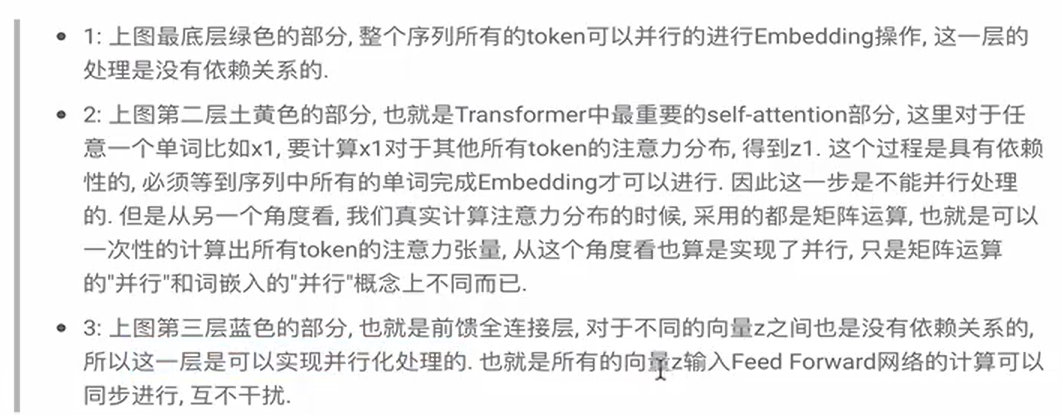 1: 上图最底层绿色的部分, 整个序列所有的token可以并行的进行Embedding操作, 这一层的
处理是没有依赖关系的.
2: 上图第二层土黄色的部分, 也就是Transformer中最重要的self-attention部分, 这里对于任
意一个单词比如x1, 要计算x1对于其他所有token的注意力分布, 得到z1. 这个过程是具有依赖
性的, 必须等到序列中所有的单词完成Embedding才可以进行. 因此这一步是不能并行处理
的. 但是从另一个角度看, 我们真实计算注意力分布的时候, 采用的都是矩阵运算, 也就是可以
一次性的计算出所有token的注意力张量, 从这个角度看也算是实现了并行, 只是矩阵运算
的"并行"和词嵌入的"并行"概念上不同而已.
3: 上图第三层蓝色的部分, 也就是前馈全连接层, 对于不同的向量z之间也是没有依赖关系的,
所以这一层是可以实现并行化处理的. 也就是所有的向量z输入Feed Forward网络的计算可以
同步进行, 互不干扰.